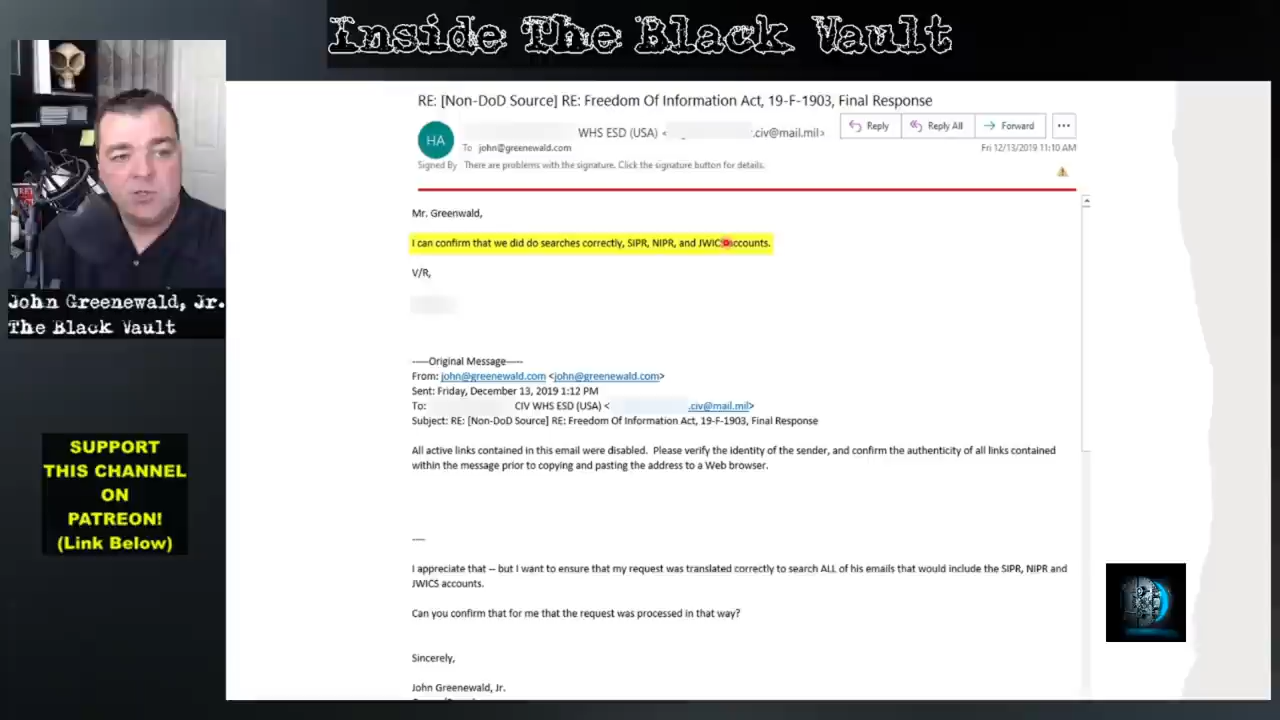 Inside The Black Vault
RE: [Non-DoD Source] RE: Freedom Of Information Act, 19-F-1903, Final Response
HA
WHS ESD (USA) < .civ@mail.mil>
Reply
Reply All
Forward
...
To john@greenewald.com
Fri 12/13/2019 11:10 AM
Signed By There are problems with the signature. Click the signature button for details.
Mr. Greenwald,
I can confirm that we did do searches correctly, SIPR, NIPR, and JWICS accounts.
V/R,
John Greenewald, Jr.
The Black Vault
-----Original Message-----
From: john@greenewald.com <john@greenewald.com>
Sent: Friday, December 13, 2019 1:12 PM
To: CIV WHS ESD (USA) < .civ@mail.mil>
Subject: RE: [Non-DoD Source] RE: Freedom Of Information Act, 19-F-1903, Final Response
All active links contained in this email were disabled.  Please verify the identity of the sender, and confirm the authenticity of all links contained
within the message prior to copying and pasting the address to a Web browser.
SUPPORT
THIS CHANNEL
ON
PATREON!
(Link Below)
----
I appreciate that -- but I want to ensure that my request was translated correctly to search ALL of his emails that would include the SIPR, NIPR and
JWICS accounts.
Can you confirm that for me that the request was processed in that way?
Sincerely,
John Greenewald, Jr.